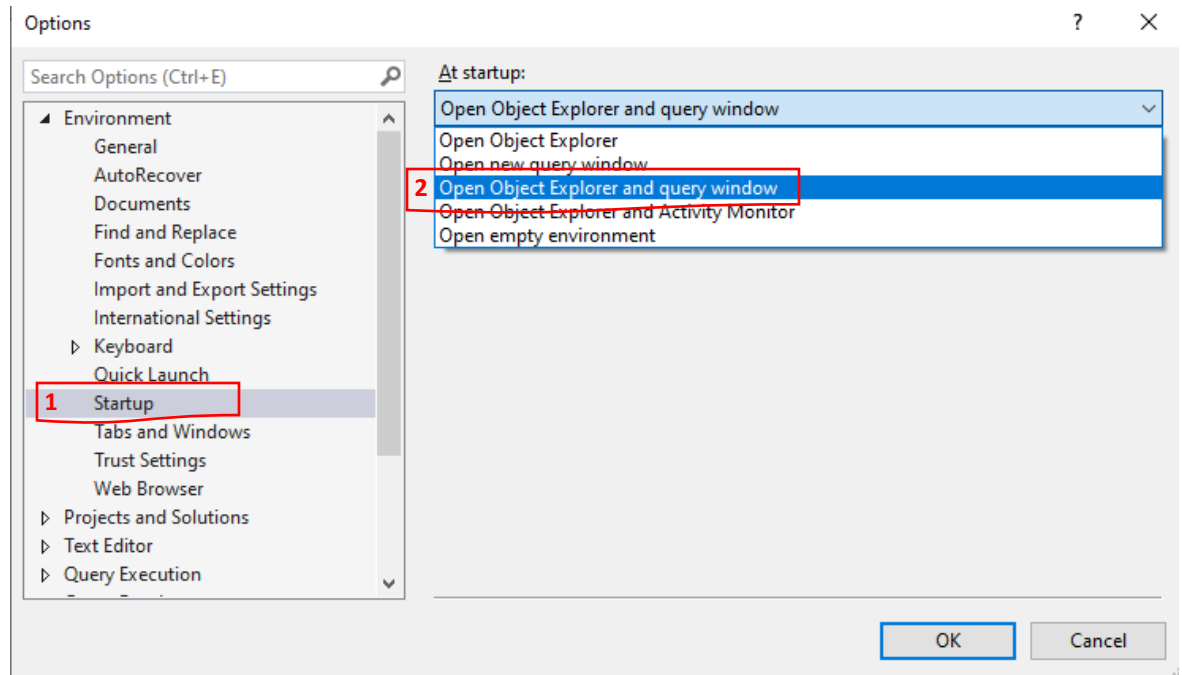 Options
?
Search Options (Ctrl+E)
Environment
General
AutoRecover
Documents
Find and Replace
Fonts and Colors
Import and Export Settings
International Settings
Keyboard
Quick Launch
1 Startup
Tabs and Windows
Trust Settings
Web Browser
Projects and Solutions
Text Editor
Query Execution
At startup:
Open Object Explorer and query window
Open Object Explorer
Open new query window
2 Open Object Explorer and query window
Open Object Explorer and Activity Monitor
Open empty environment
OK
Cancel